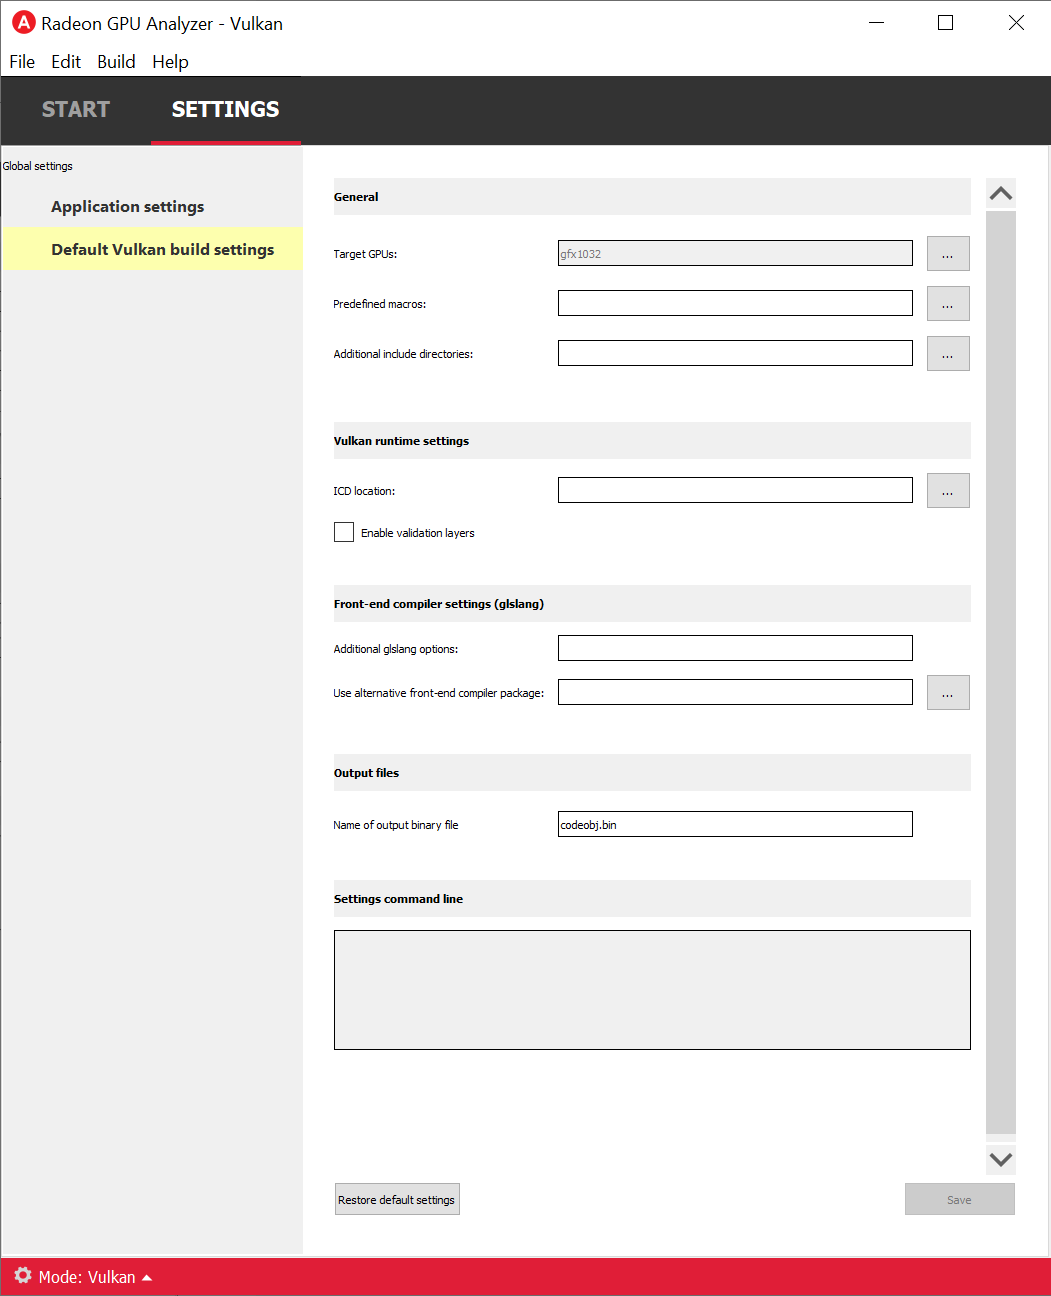 Radeon GPU Analyzer - Vulkan
File Edit Build Help
START SETTINGS
Global settings
Application settings
Default Vulkan build settings
General
Target GPUs: gfx1032 ...
Predefined macros: ...
Additional include directories: ...
Vulkan runtime settings
ICD location: ...
Enable validation layers
Front-end compiler settings (glslang)
Additional glslang options:
Use alternative front-end compiler package: ...
Output files
Name of output binary file codeobj.bin
Settings command line
Restore default settings Save
Mode: Vulkan